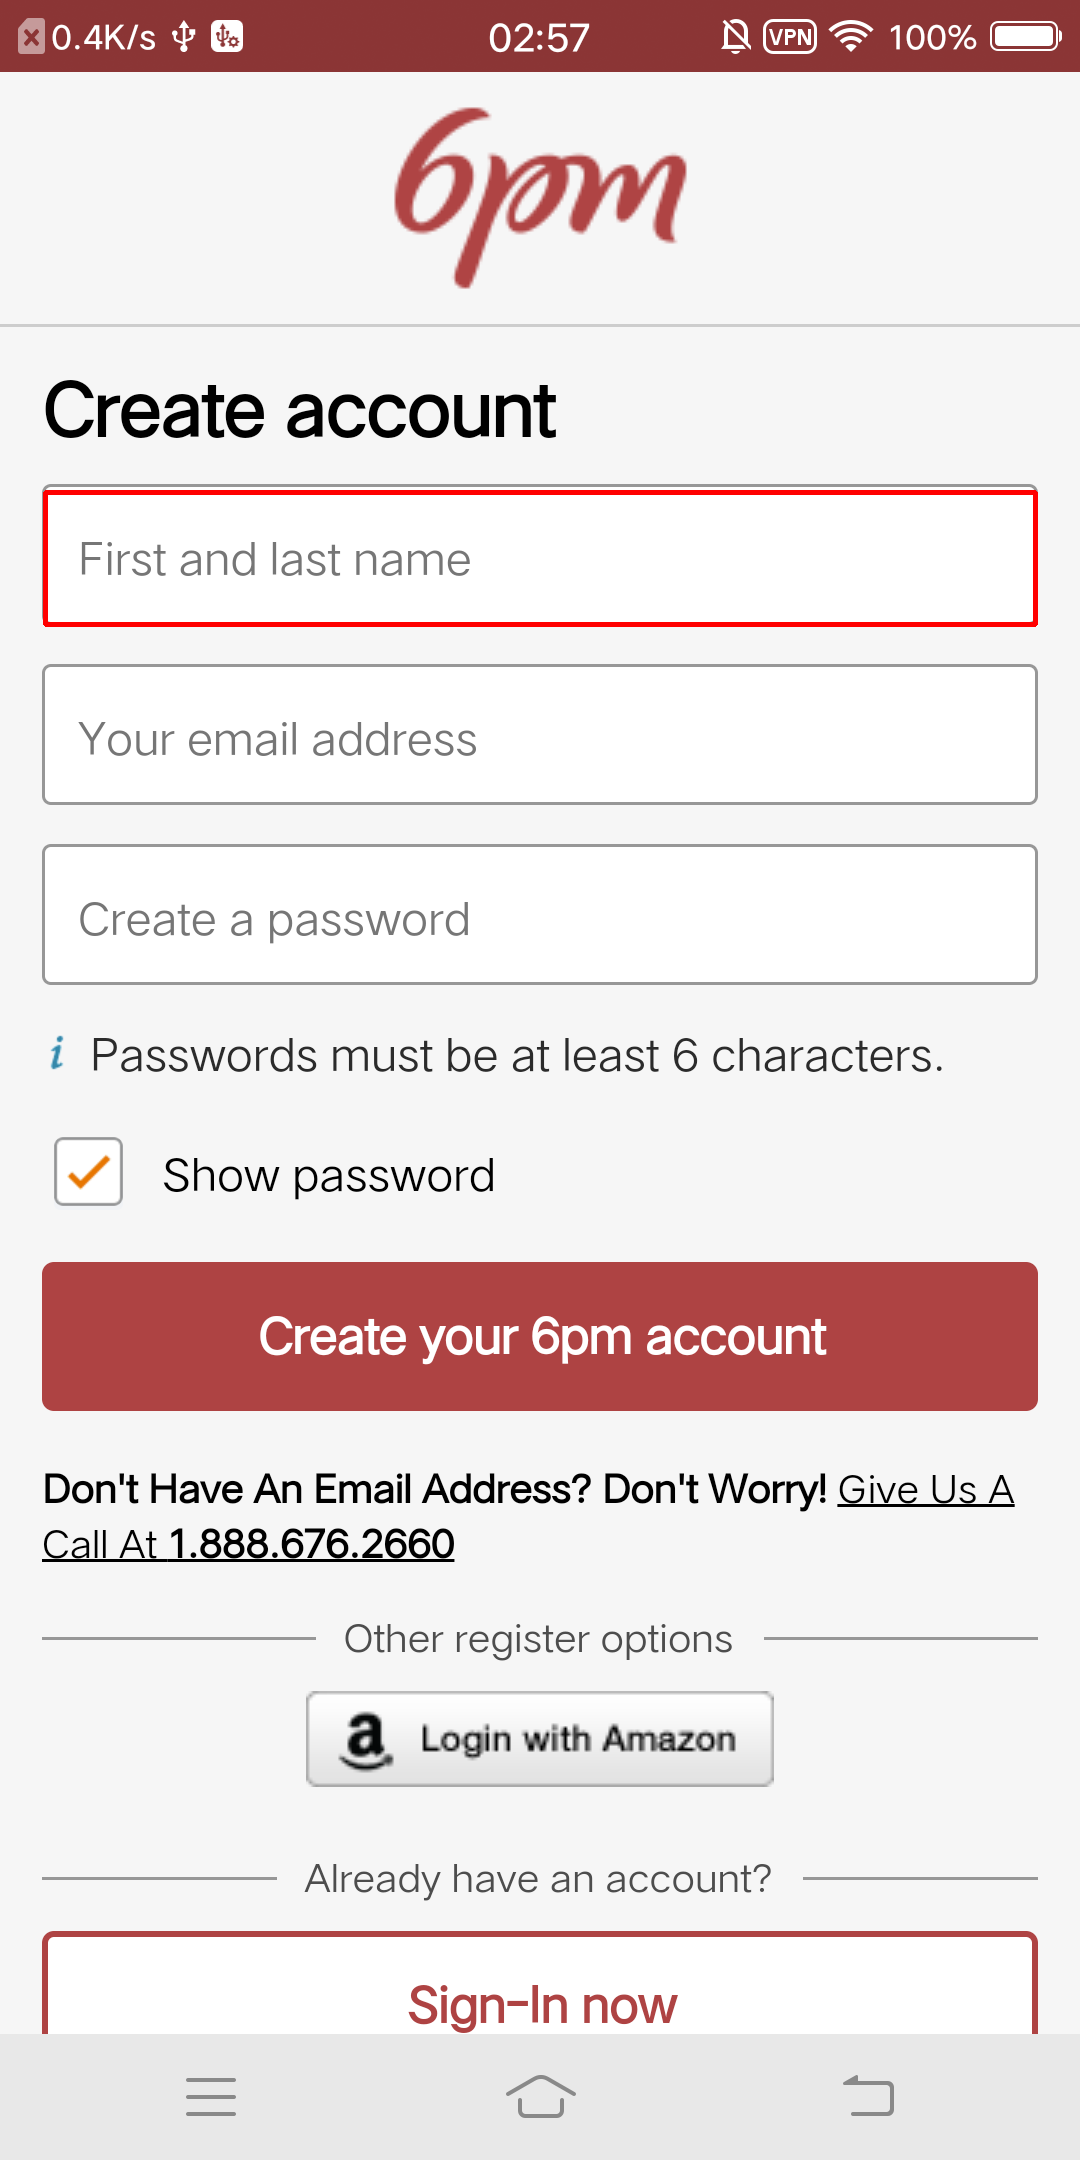 0.4K/s 02:57 VPN 100%
6pm
Create account
First and last name
Your email address
Create a password
i Passwords must be at least 6 characters.
Show password
Create your 6pm account
Don't Have An Email Address? Don't Worry! Give Us A
Call At 1.888.676.2660
Other register options
a Login with Amazon
Already have an account?
Sign-In now